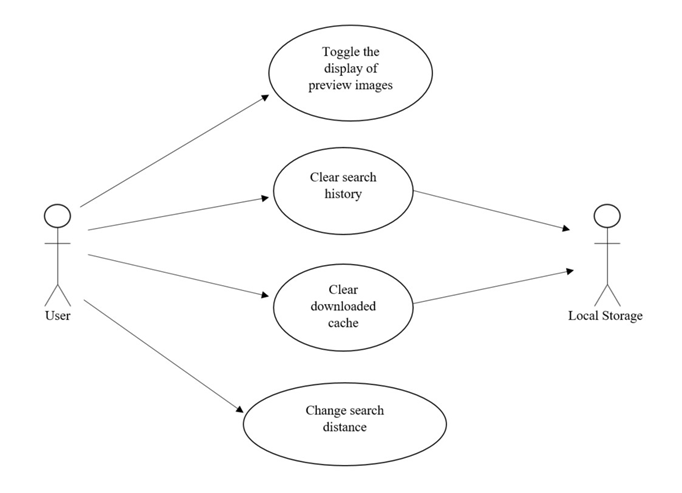 Toggle the
display of
preview images
Clear search
history
User
Local Storage
Clear
downloaded
cache
Change search
distance